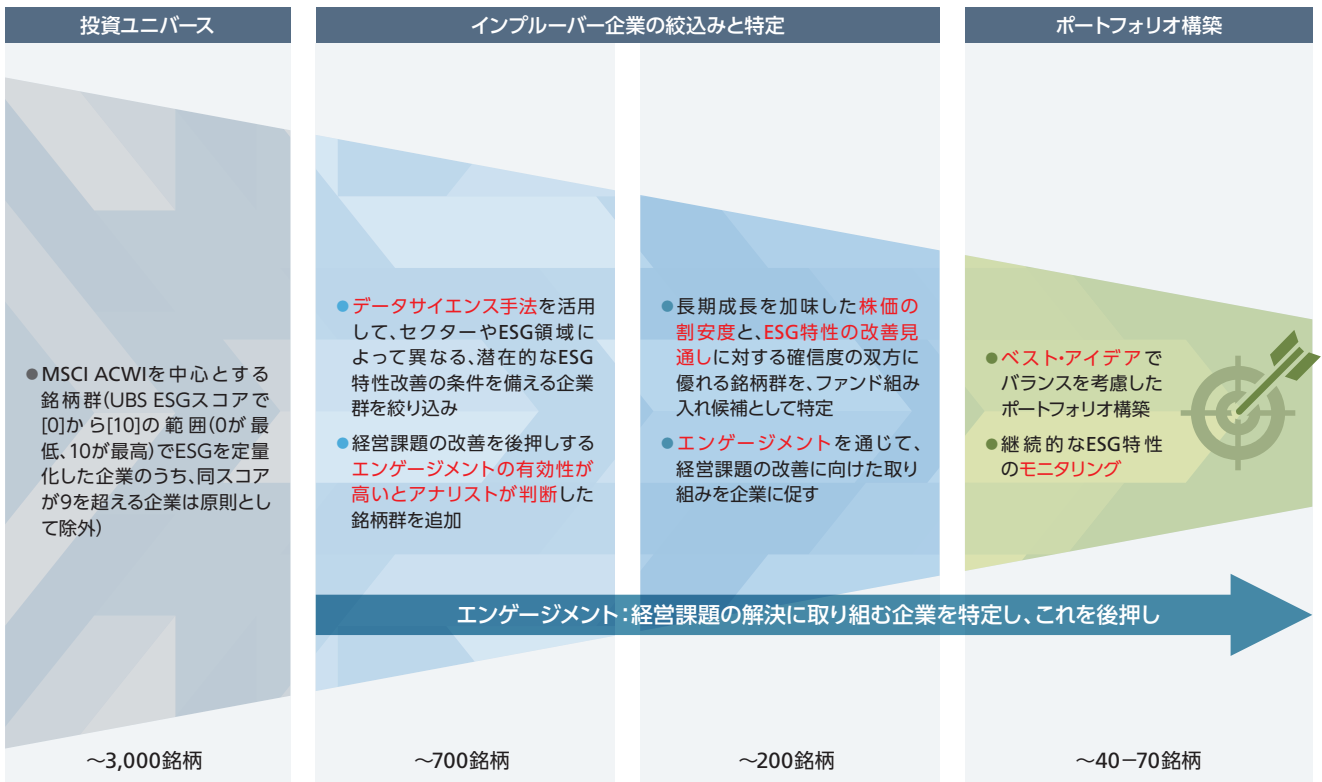 投資ユニバース
インプルーバー企業の絞込みと特定
ポートフォリオ構築
●MSCI ACWIを中心とする
銘柄群(UBS ESGスコアで
[0]から[10]の範囲(0が最
低、10が最高)でESGを定量
化した企業のうち、同スコア
が9を超える企業は原則とし
て除外)
●データサイエンス手法を活用
して、セクターやESG領域に
よって異なる、潜在的なESG
特性改善の条件を備える企業
群を絞り込み
●経営課題の改善を後押しする
エンゲージメントの有効性が
高いとアナリストが判断した
銘柄群を追加
●長期成長を加味した株価の
割安度と、ESG特性の改善見
通しに対する確信度の双方に
優れる銘柄群を、ファンド組み
入れ候補として特定
●エンゲージメントを通じて、
経営課題の改善に向けた取り
組みを企業に促す
●ベスト・アイデアで
バランスを考慮した
ポートフォリオ構築
●継続的なESG特性
のモニタリング
エンゲージメント：経営課題の解決に取り組む企業を特定し、これを後押し
～3,000銘柄
～700銘柄
～200銘柄
～40－70銘柄